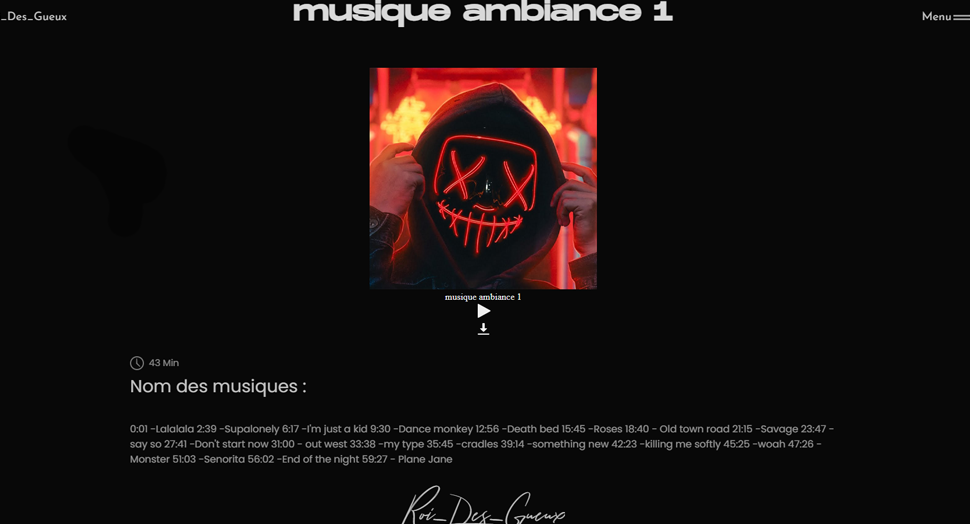 musique ambiance 1
_Des_Gueux
Menu
musique ambiance 1
43 Min
Nom des musiques :
0:01 -Lalalala 2:39 -Supalonely 6:17 -I'm just a kid 9:30 -Dance monkey 12:56 -Death bed 15:45 -Roses 18:40 - Old town road 21:15 -Savage 23:47 -
say so 27:41 -Don't start now 31:00 - out west 33:38 -my type 35:45 -cradles 39:14 -something new 42:23 -killing me softly 45:25 -woah 47:26 -
Monster 51:03 -Senorita 56:02 -End of the night 59:27 - Plane Jane
Roi_Des_Gueux